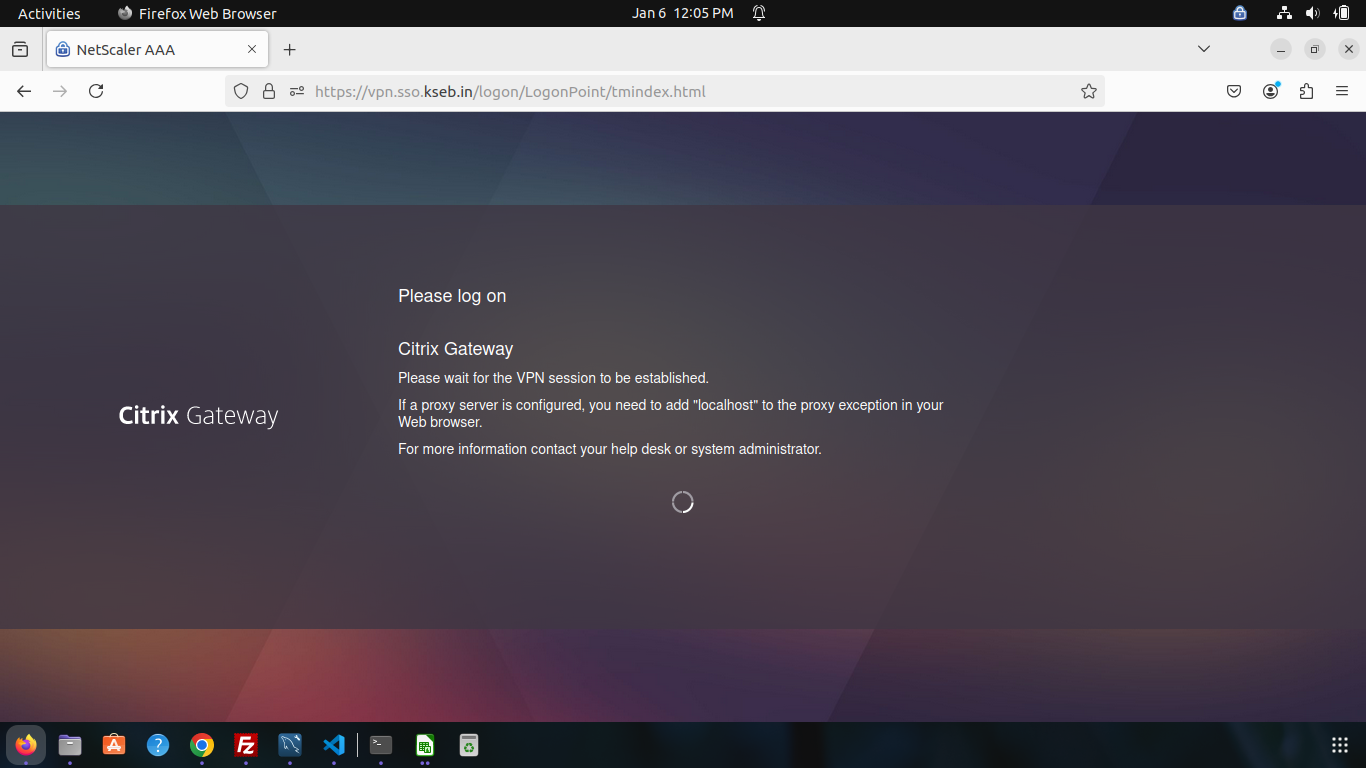 Activities
Firefox Web Browser
Jan 6 12:05 PM
NetScaler AAA
https://vpn.sso.kseb.in/logon/LogonPoint/tmindex.html
Please log on
Citrix Gateway
Please wait for the VPN session to be established.
If a proxy server is configured, you need to add "localhost" to the proxy exception in your
Web browser.
Citrix Gateway
For more information contact your help desk or system administrator.
Fz